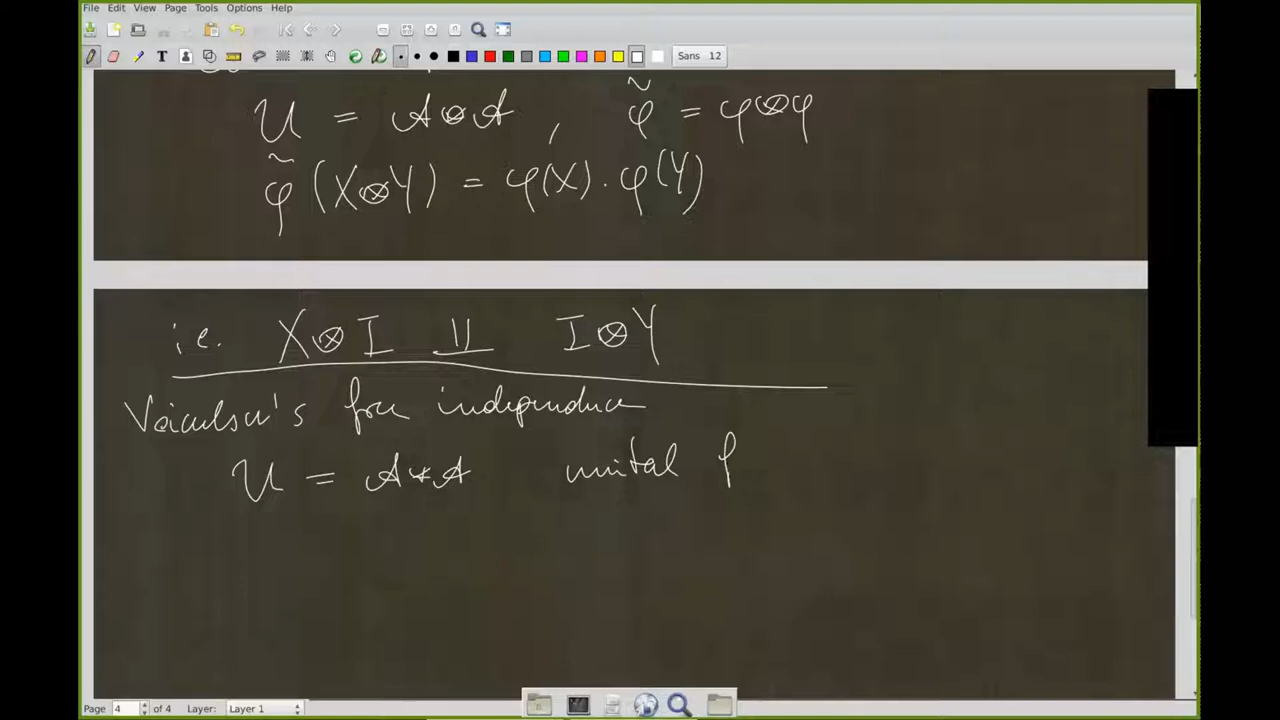 File Edit View Page Tools Options Help
Sans 12
U = A⊗A , φ̃ = φ⊗φ
φ̃ (X⊗Y) = φ(X) . φ(Y)
i.e. X⊗I ⫫ I⊗Y
Voiculescu's free independence
U = A*A unital f
Page 4 of 4 Layer: Layer 1